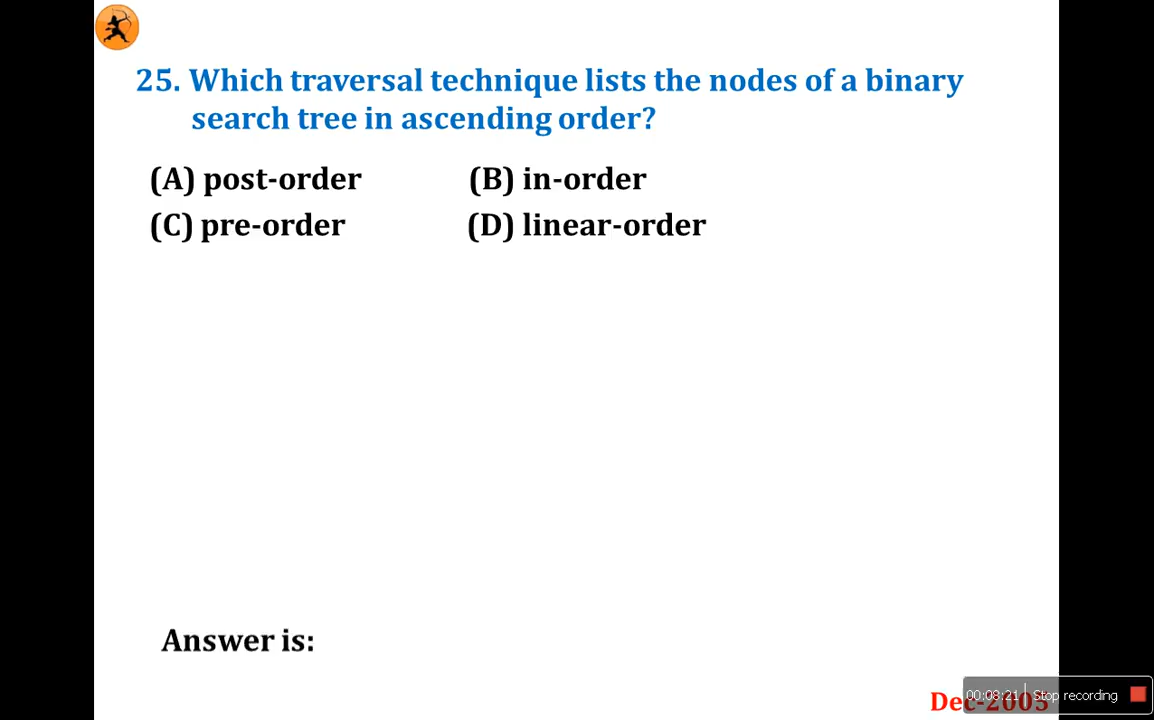 25. Which traversal technique lists the nodes of a binary
search tree in ascending order?
(A) post-order (B) in-order
(C) pre-order (D) linear-order
Answer is:
Dec-2005
00:08:21 Stop recording